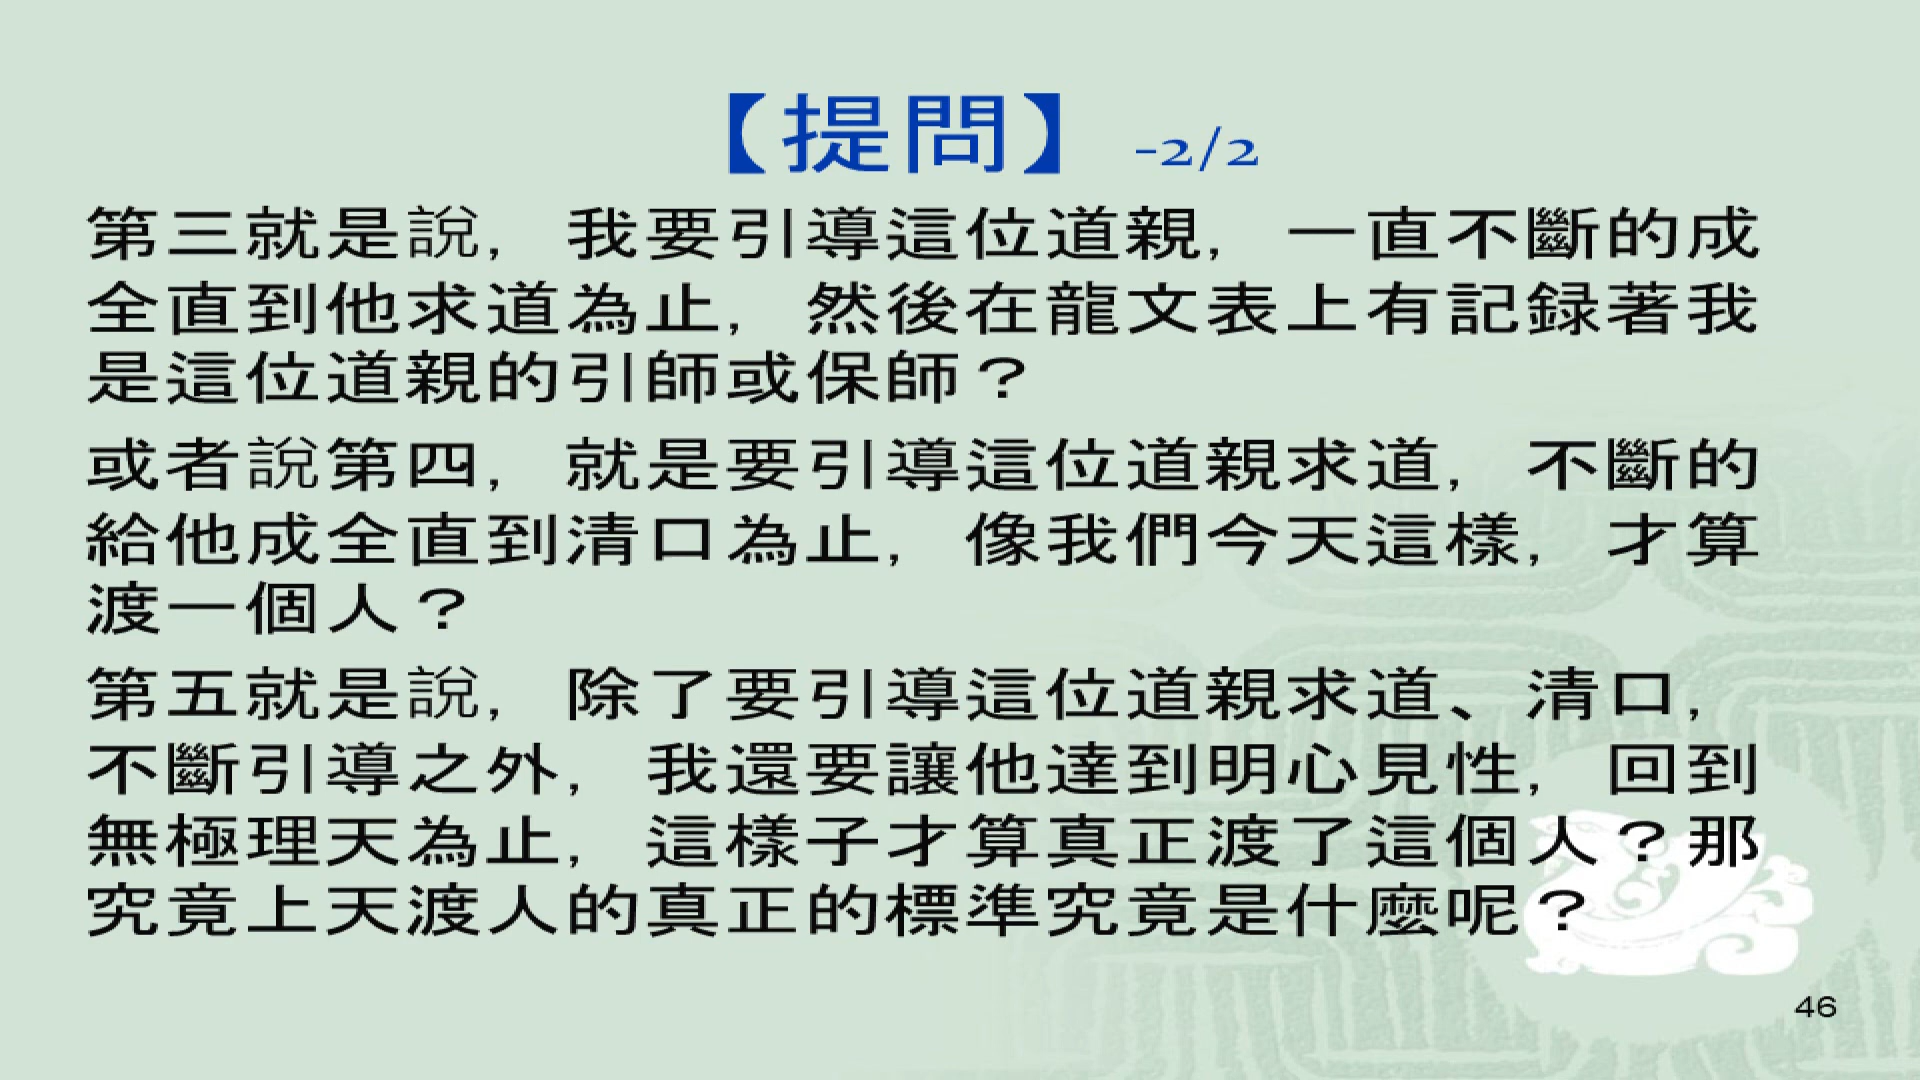 【提問】 -2/2
第三就是說，我要引導這位道親，一直不斷的成
全直到他求道為止，然後在龍文表上有記録著我
是這位道親的引師或保師？
或者說第四，就是要引導這位道親求道，不斷的
給他成全直到清口為止，像我們今天這樣，才算
渡一個人？
第五就是說，除了要引導這位道親求道、清口，
不斷引導之外，我還要讓他達到明心見性，回到
無極理天為止，這樣子才算真正渡了這個人？那
究竟上天渡人的真正的標準究竟是什麼呢？
46